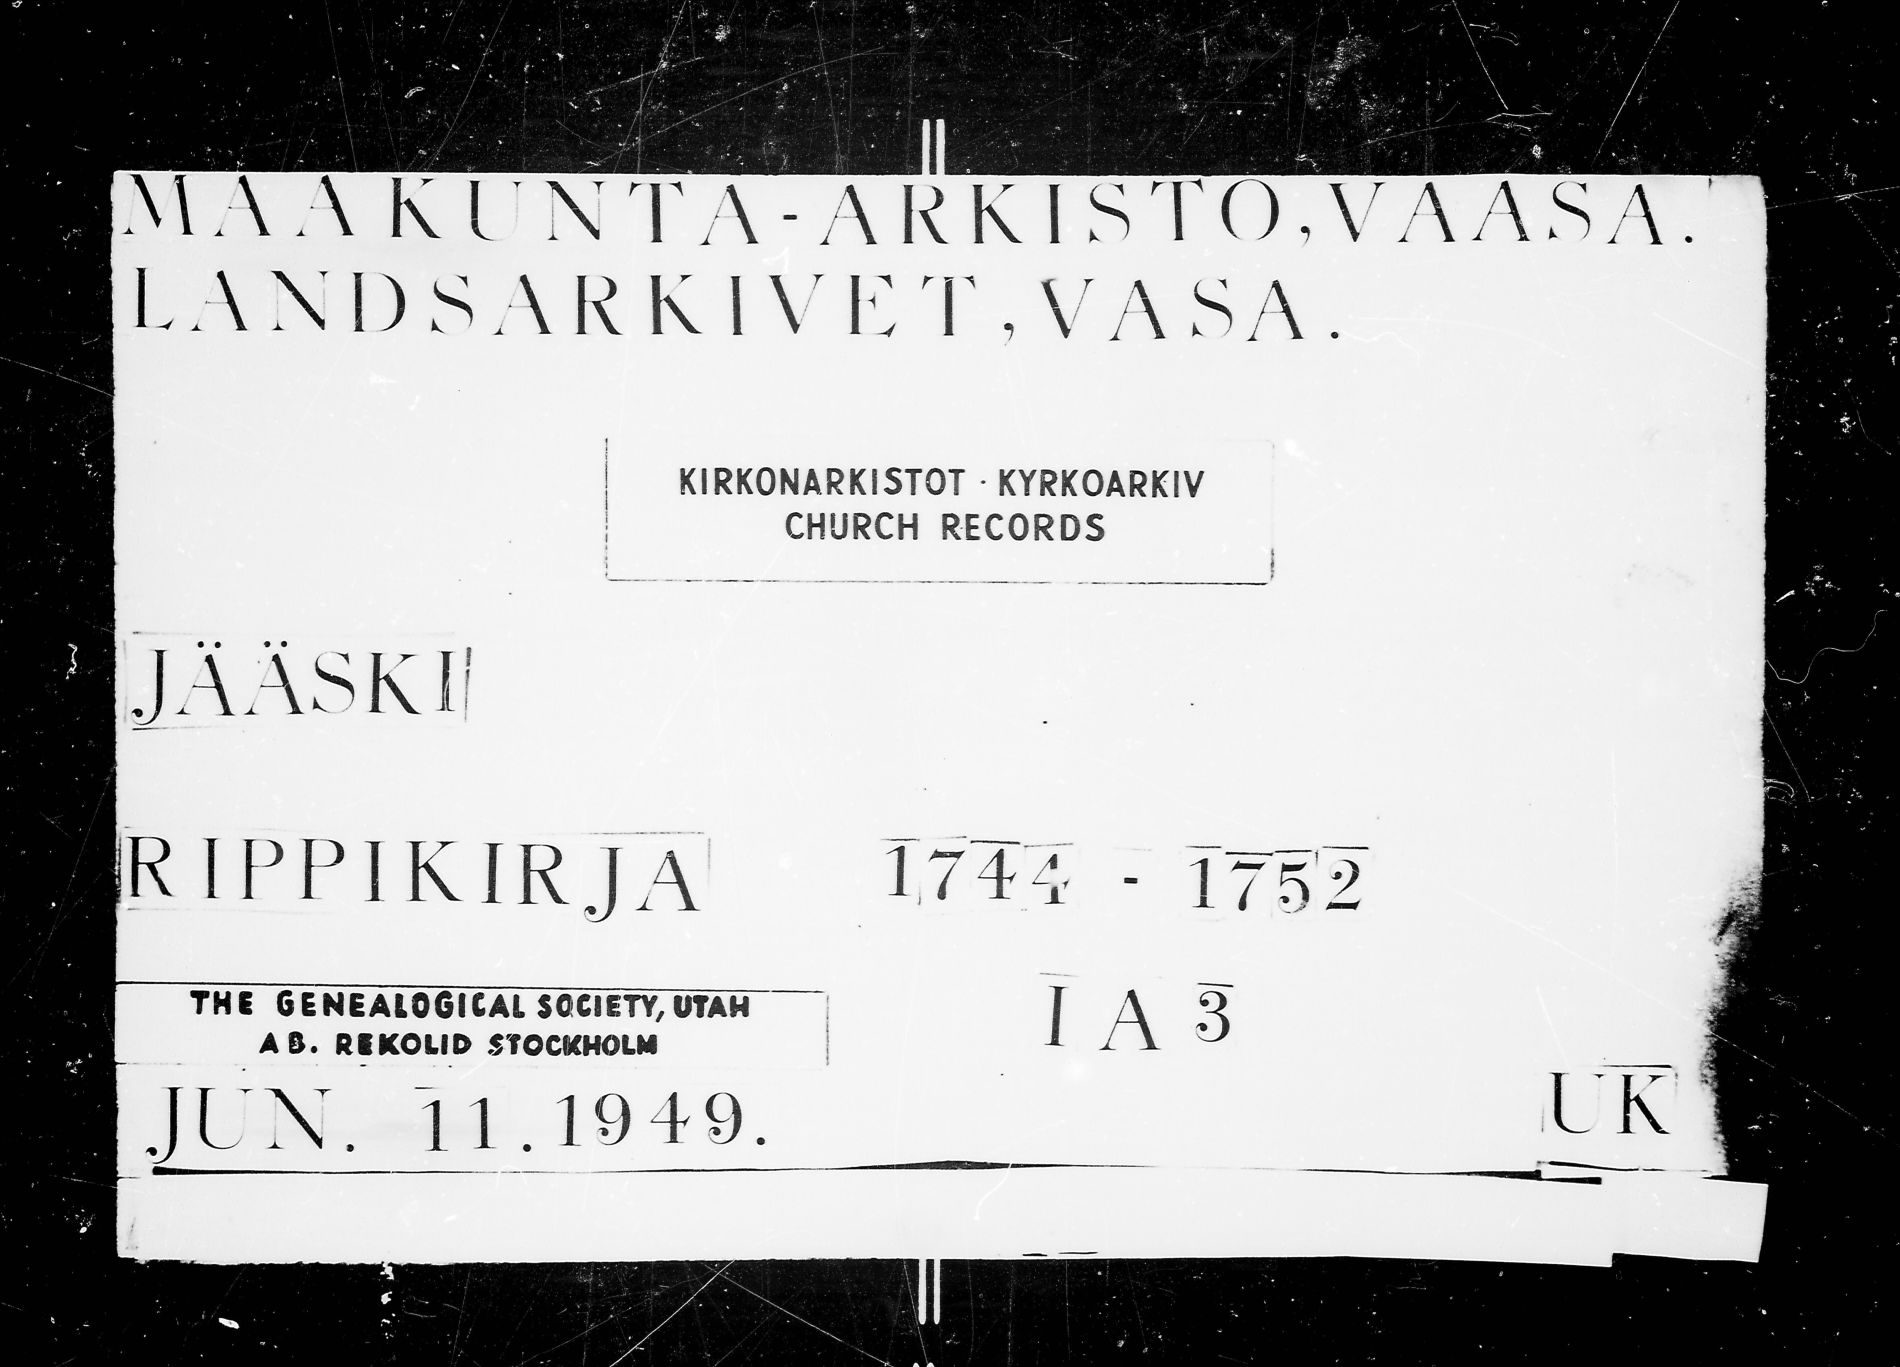 MAAKUNTA-ARKISTO, VAASA.
LANDSARKIVET, VASA.
KIRKONARKISTOT · KYRKOARKIV
CHURCH RECORDS
JÄÄSKI
RIPPIKIRJA 1744 - 1752
I A 3
THE GENEALOGICAL SOCIETY, UTAH
AB. REKOLID STOCKHOLM
JUN. 11. 1949.
UK